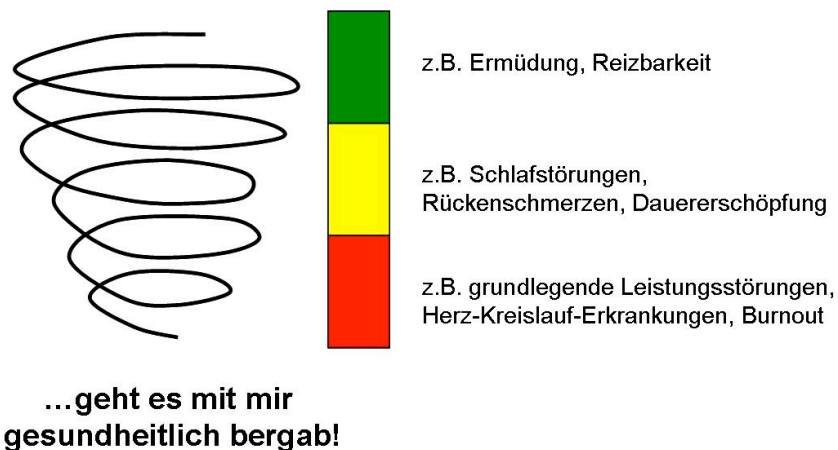 z.B. Ermüdung, Reizbarkeit
z.B. Schlafstörungen,
Rückenschmerzen, Dauererschöpfung
z.B. grundlegende Leistungsstörungen,
Herz-Kreislauf-Erkrankungen, Burnout
...geht es mit mir
gesundheitlich bergab!